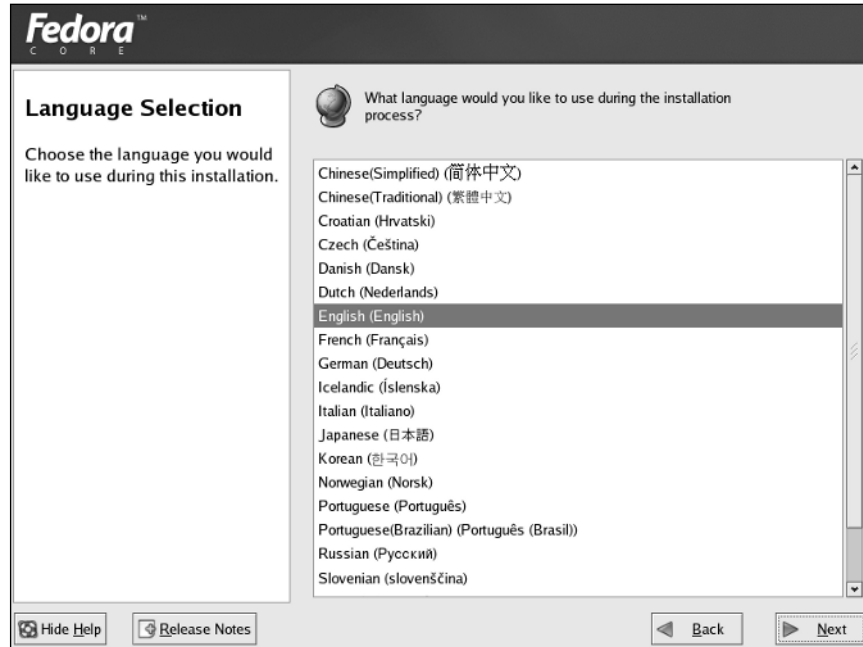 Fedora™
CORE
Language Selection
Choose the language you would
like to use during this installation.
What language would you like to use during the installation
process?
Chinese(Simplified) (简体中文)
Chinese(Traditional) (繁體中文)
Croatian (Hrvatski)
Czech (Čeština)
Danish (Dansk)
Dutch (Nederlands)
English (English)
French (Français)
German (Deutsch)
Icelandic (Íslenska)
Italian (Italiano)
Japanese (日本語)
Korean (한국어)
Norwegian (Norsk)
Portuguese (Português)
Portuguese(Brazilian) (Português (Brasil))
Russian (Русский)
Slovenian (slovenščina)
Hide Help
Release Notes
Back
Next